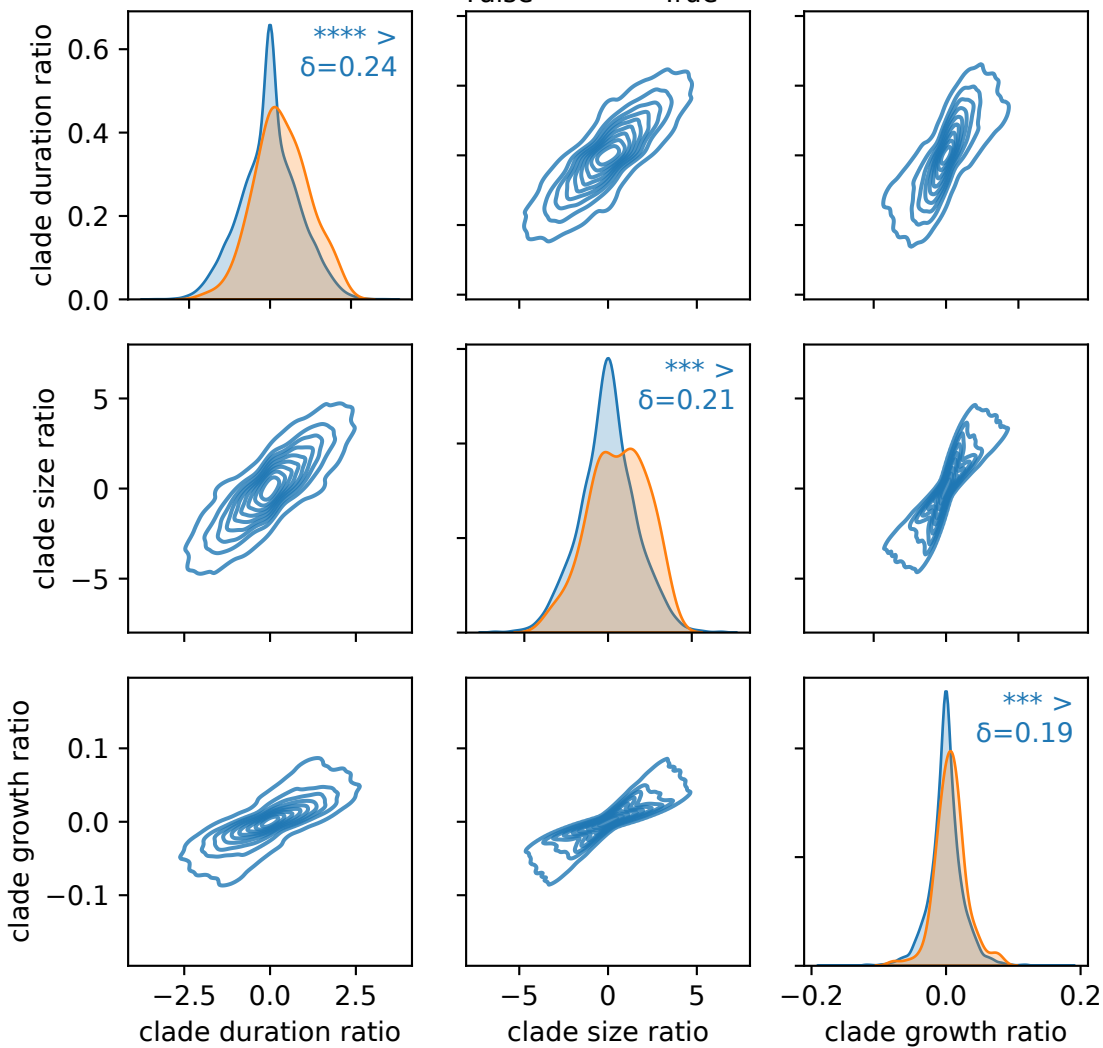 clade duration ratio
0.6
0.4
0.2
0.0
**** >
δ=0.24
clade size ratio
5
0
−5
*** >
δ=0.21
clade growth ratio
0.1
0.0
−0.1
*** >
δ=0.19
−2.5 0.0 2.5
−5 0 5
−0.2 0.0 0.2
clade duration ratio
clade size ratio
clade growth ratio